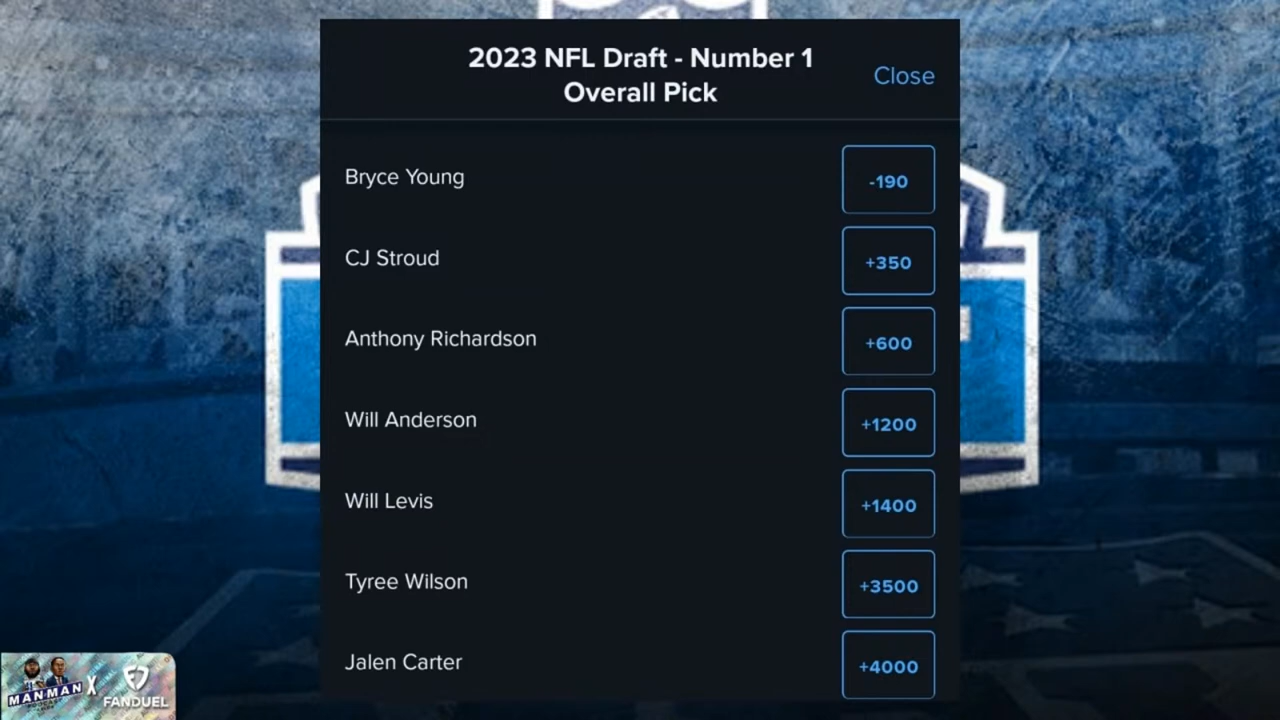 2023 NFL Draft - Number 1
Overall Pick
Close
Bryce Young
-190
CJ Stroud
+350
Anthony Richardson
+600
Will Anderson
+1200
Will Levis
+1400
Tyree Wilson
+3500
Jalen Carter
+4000
MANMAN X
FANDUEL